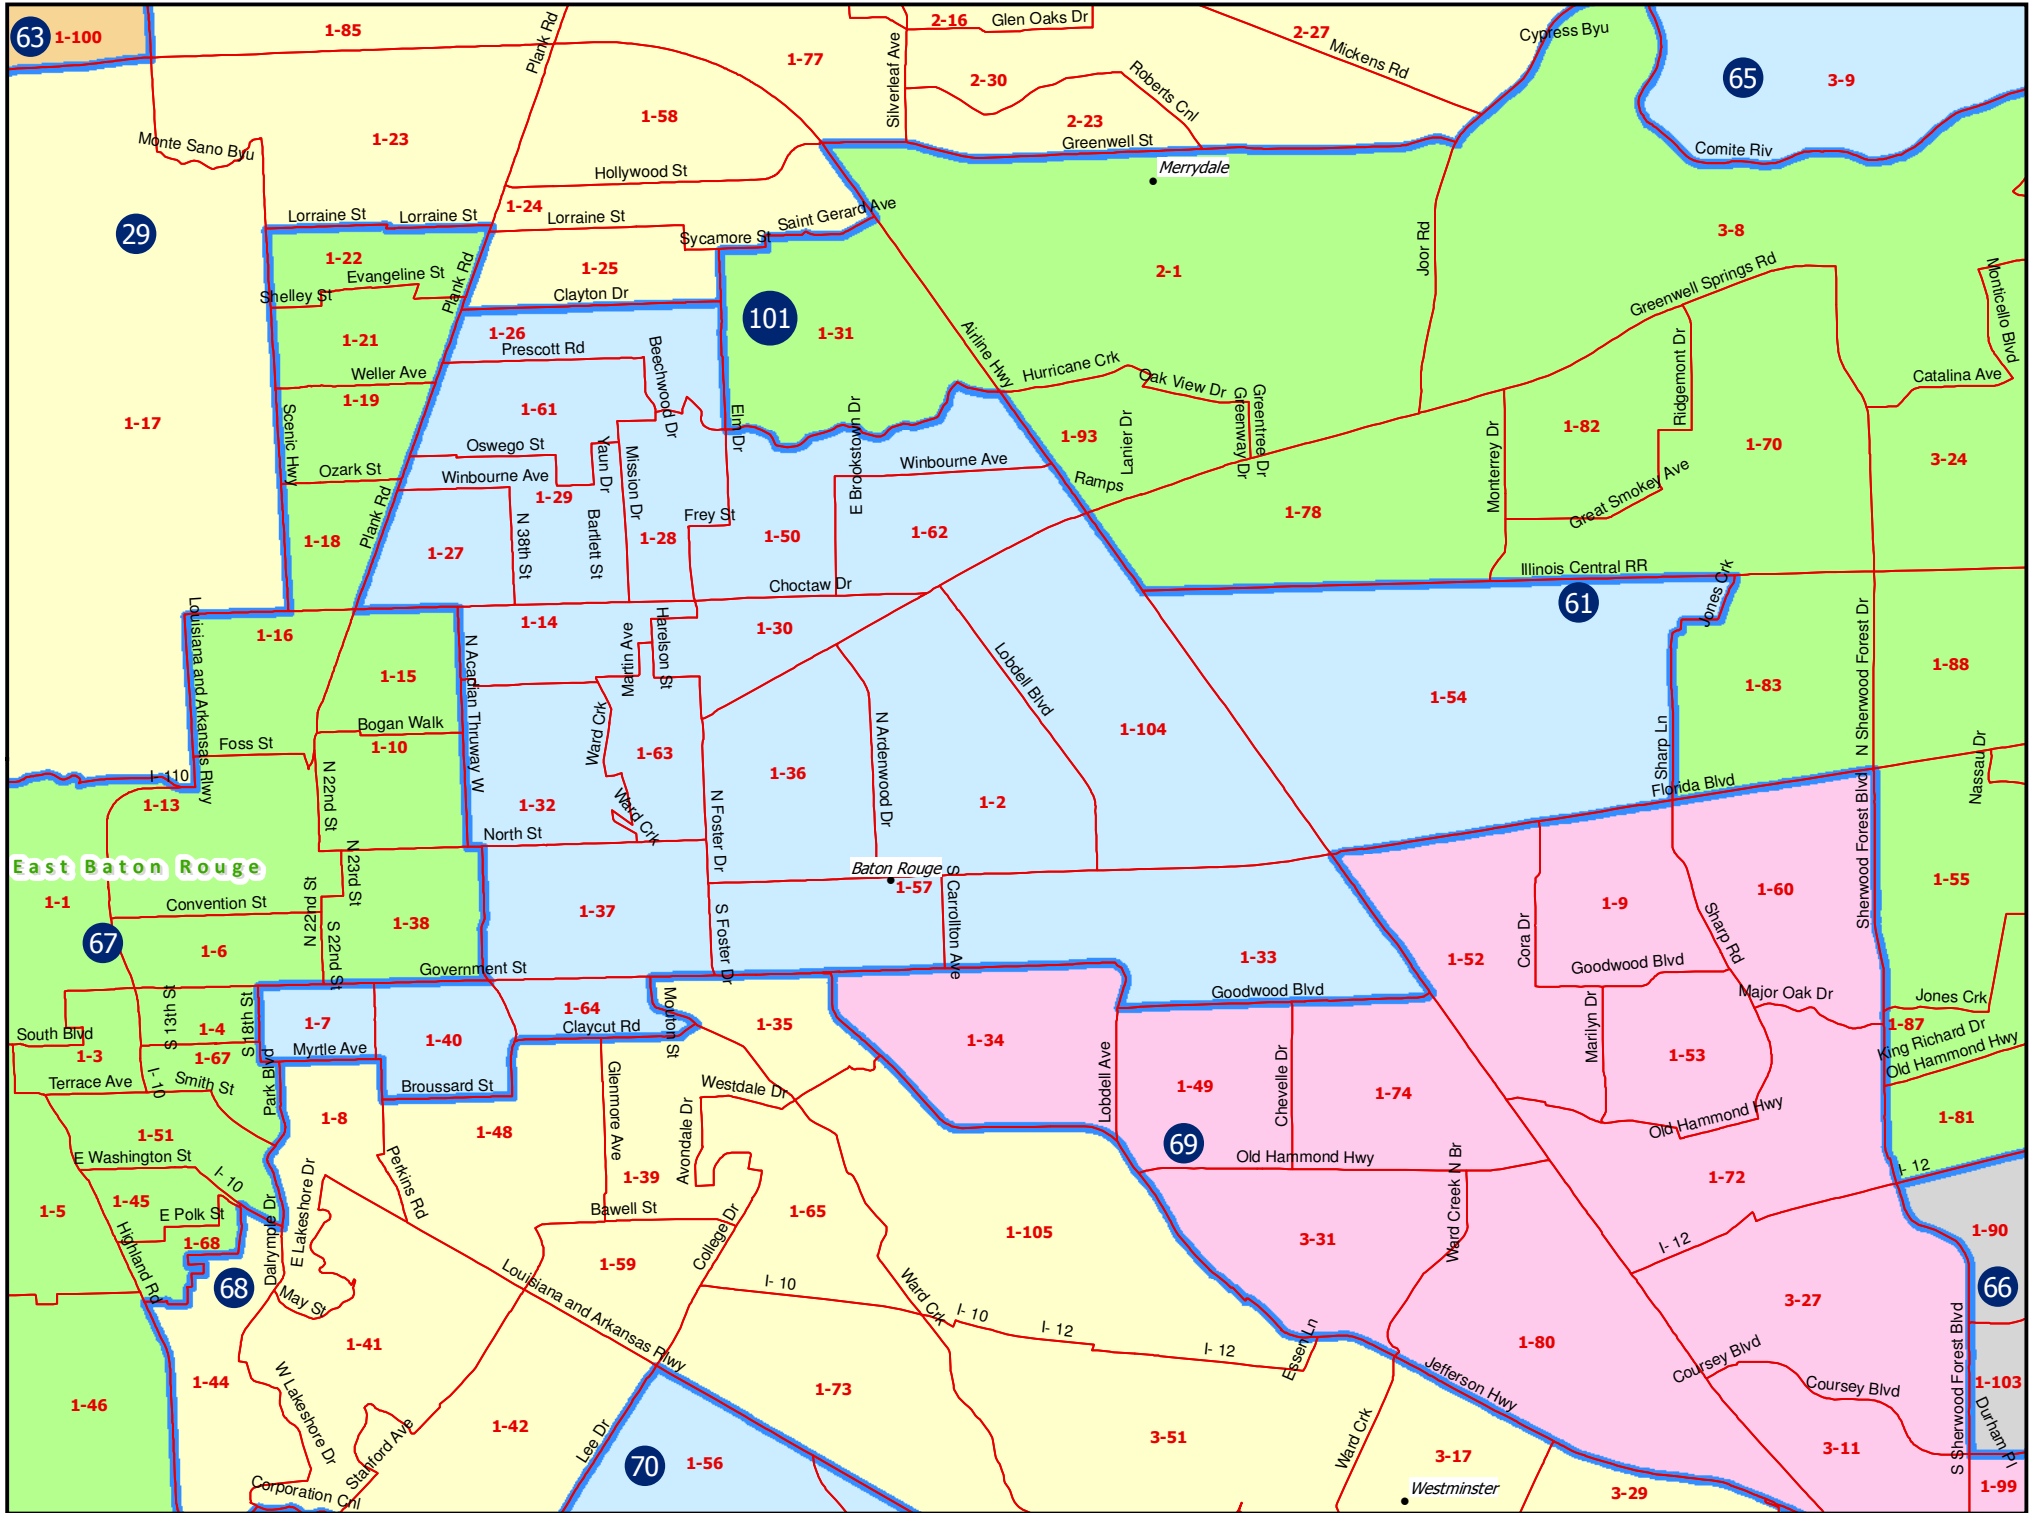 63
1-100
1-85
Plank Rd
1-77
2-16
Glen Oaks Dr
2-27
Mickens Rd
Cypress Byu
65
3-9
Silverleaf Ave
2-30
Roberts Cnl
1-58
2-23
1-23
Monte Sano Byu
Greenwell St
Comite Riv
Merrydale
Hollywood St
29
Lorraine St
Lorraine St
1-24
Lorraine St
Saint Gerard Ave
Sycamore St
Joor Rd
3-8
1-22
Evangeline St
Shelley St
Plank Rd
1-25
Clayton Dr
2-1
Greenwell Springs Rd
Monticello Blvd
101
1-31
1-21
1-26
Prescott Rd
Beechwood Dr
Airline Hwy
Hurricane Crk
Oak View Dr
Ridgemont Dr
Weller Ave
Catalina Ave
1-19
1-61
Elm Dr
E Brookstown Dr
Greenway Dr
Greentree Dr
1-17
Scenic Hwy
1-93
Lanier Dr
1-82
1-70
Monterrey Dr
Oswego St
Yaun Dr
Mission Dr
Winbourne Ave
3-24
Ozark St
Winbourne Ave
1-29
Ramps
Great Smokey Ave
Plank Rd
N 38th St
Bartlett St
Frey St
1-78
1-18
1-27
1-28
1-50
1-62
Illinois Central RR
Jones Crk
Choctaw Dr
61
Louisiana and Arkansas Rlwy
1-16
1-14
Martin Ave
Harelson St
1-30
Lobdell Blvd
N Acadian Thruway W
1-15
1-54
1-83
N Sherwood Forest Dr
1-88
Bogan Walk
Ward Crk
N Ardenwood Dr
1-104
Foss St
1-10
1-63
Sharp Ln
Nassau Dr
I- 110
1-36
1-13
N 22nd St
1-32
Ward Crk
N Foster Dr
1-2
Florida Blvd
Sherwood Forest Blvd
North St
East Baton Rouge
N 23rd St
Baton Rouge
1-57
S Carrollton Ave
1-60
1-55
1-1
Convention St
N 22nd St
1-9
1-37
S Foster Dr
67
1-38
S 22nd St
Cora Dr
Sharp Rd
1-6
1-33
1-52
Goodwood Blvd
Government St
Goodwood Blvd
Major Oak Dr
Jones Crk
S 13th St
S 18th St
1-7
1-64
Mouton St
1-35
South Blvd
1-4
Claycut Rd
1-87
King Richard Dr
1-3
1-67
Myrtle Ave
1-40
1-34
Marilyn Dr
1-53
Old Hammond Hwy
Terrace Ave
I- 10
Smith St
Park Blvd
Broussard St
Glenmore Ave
Westdale Dr
Lobdell Ave
1-49
Chevelle Dr
1-74
Avondale Dr
1-8
1-48
Old Hammond Hwy
1-81
1-51
69
E Washington St
Perkins Rd
Old Hammond Hwy
I- 12
I- 10
E Lakeshore Dr
1-39
1-72
1-45
Ward Creek N Br
1-5
E Polk St
Bawell St
1-65
Highland Rd
1-68
Dalrymple Dr
College Dr
1-105
3-31
I- 12
1-90
1-59
68
May St
Louisiana and Arkansas Rlwy
I- 10
Ward Crk
I- 10
I- 12
66
3-27
1-41
I- 12
Essen Ln
1-80
Coursey Blvd
S Sherwood Forest Blvd
1-44
W Lakeshore Dr
1-73
Jefferson Hwy
Coursey Blvd
1-103
1-46
Durham Pl
1-42
Stanford Ave
Lee Dr
3-51
Ward Crk
3-11
70
1-56
3-17
Corporation Cnl
Westminster
3-29
1-99